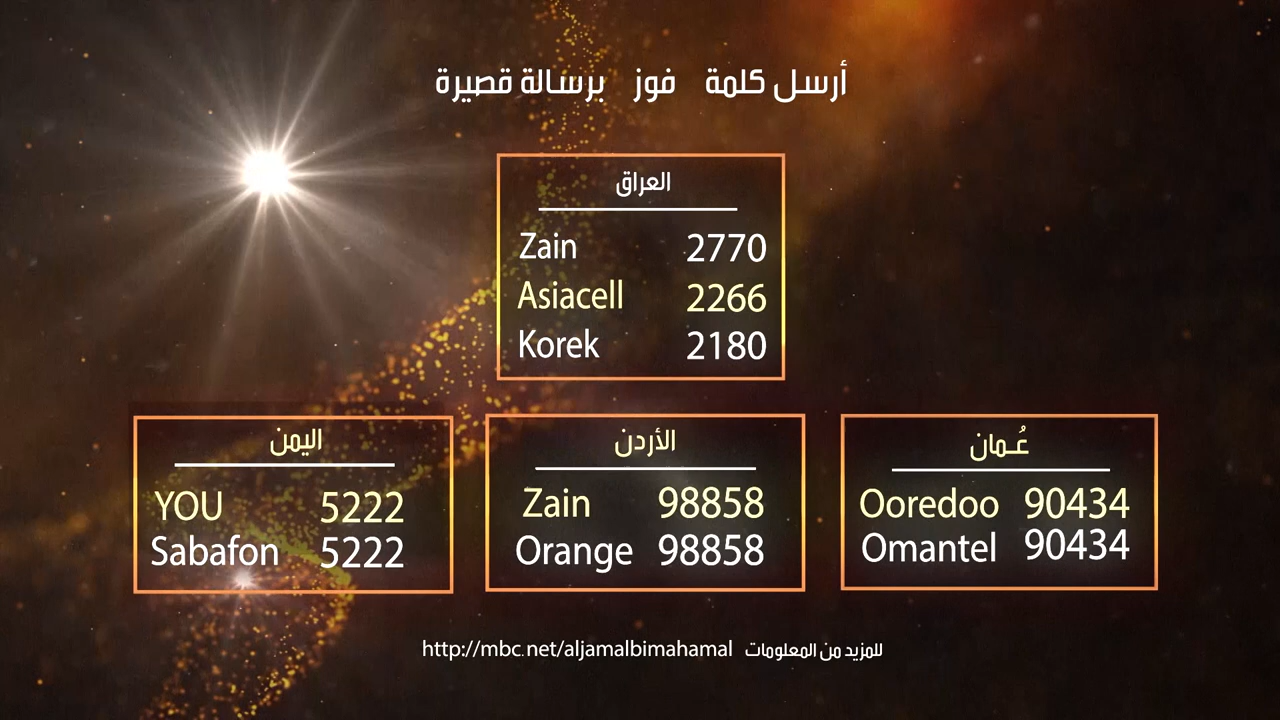 أرسل كلمة فوز برسالة قصيرة
العراق
Zain 2770
Asiacell 2266
Korek 2180
عُمان
Ooredoo 90434
Omantel 90434
الأردن
Zain 98858
Orange 98858
اليمن
YOU 5222
Sabafon 5222
للمزيد من المعلومات http://mbc.net/aljamalbimahamal